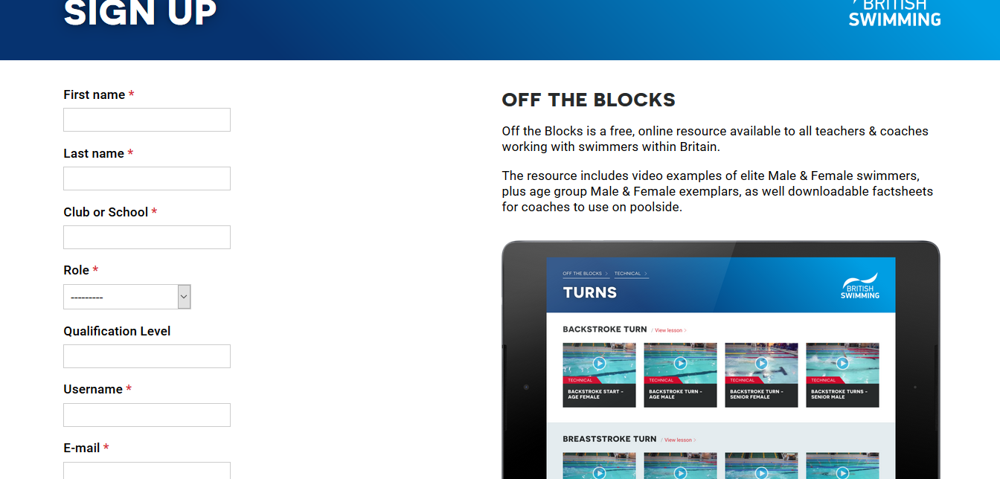 SIGN UP
BRITISH
SWIMMING
First name *
Last name *
Club or School *
Role *
---------
Qualification Level
Username *
E-mail *
OFF THE BLOCKS
Off the Blocks is a free, online resource available to all teachers & coaches
working with swimmers within Britain.
The resource includes video examples of elite Male & Female swimmers,
plus age group Male & Female exemplars, as well downloadable factsheets
for coaches to use on poolside.
OFF THE BLOCKS > TECHNICAL >
TURNS
BRITISH
SWIMMING
BACKSTROKE TURN / View lesson >
TECHNICAL
BACKSTROKE START -
AGE FEMALE
TECHNICAL
BACKSTROKE TURN -
AGE MALE
TECHNICAL
BACKSTROKE TURN -
SENIOR FEMALE
TECHNICAL
BACKSTROKE TURNS -
SENIOR MALE
BREASTSTROKE TURN / View lesson >